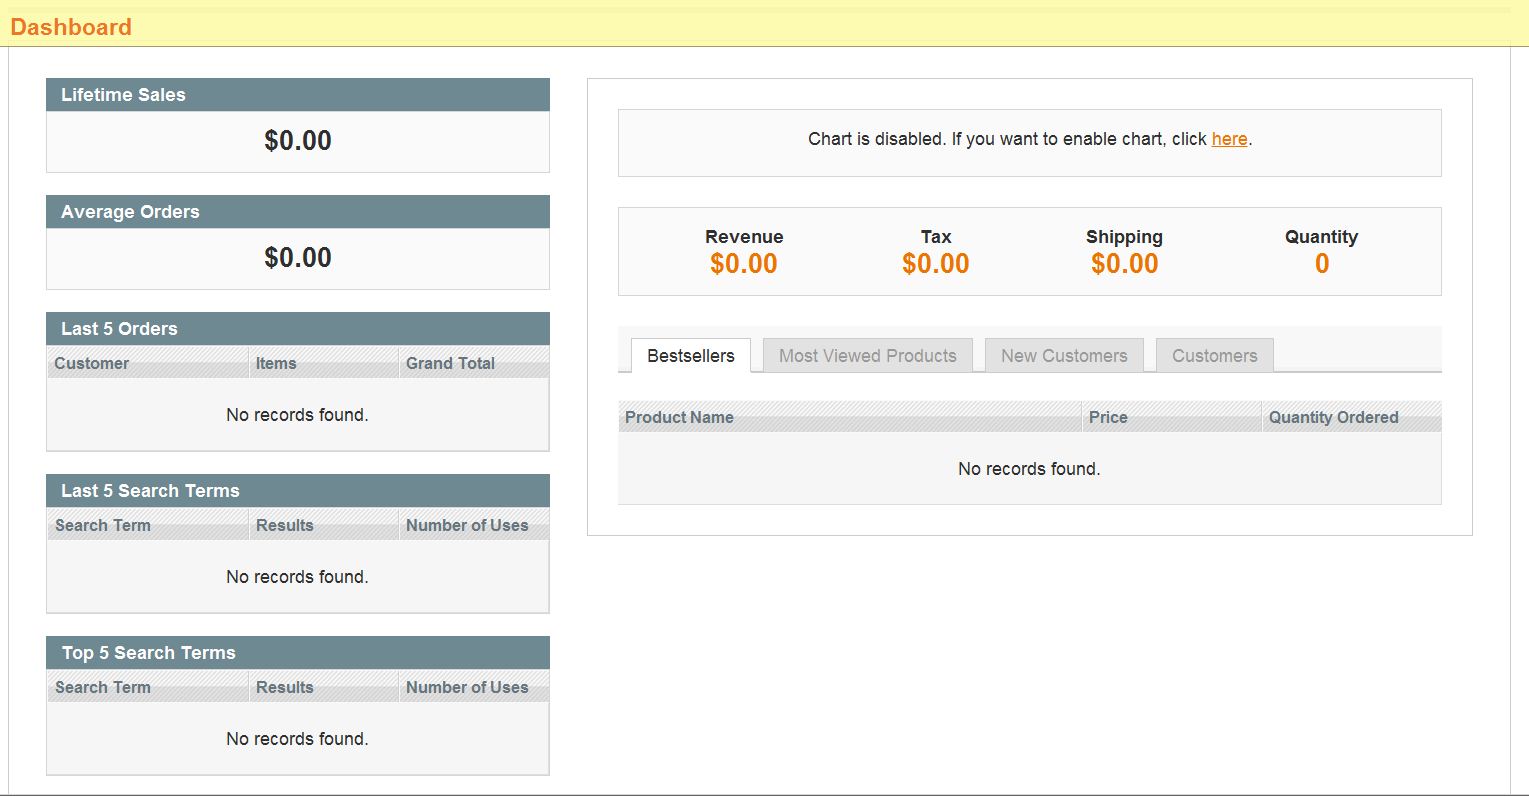 Dashboard
Lifetime Sales
$0.00
Average Orders
$0.00
Last 5 Orders
Customer Items Grand Total
No records found.
Last 5 Search Terms
Search Term Results Number of Uses
No records found.
Top 5 Search Terms
Search Term Results Number of Uses
No records found.
Chart is disabled. If you want to enable chart, click here.
Revenue Tax Shipping Quantity
$0.00 $0.00 $0.00 0
Bestsellers Most Viewed Products New Customers Customers
Product Name Price Quantity Ordered
No records found.